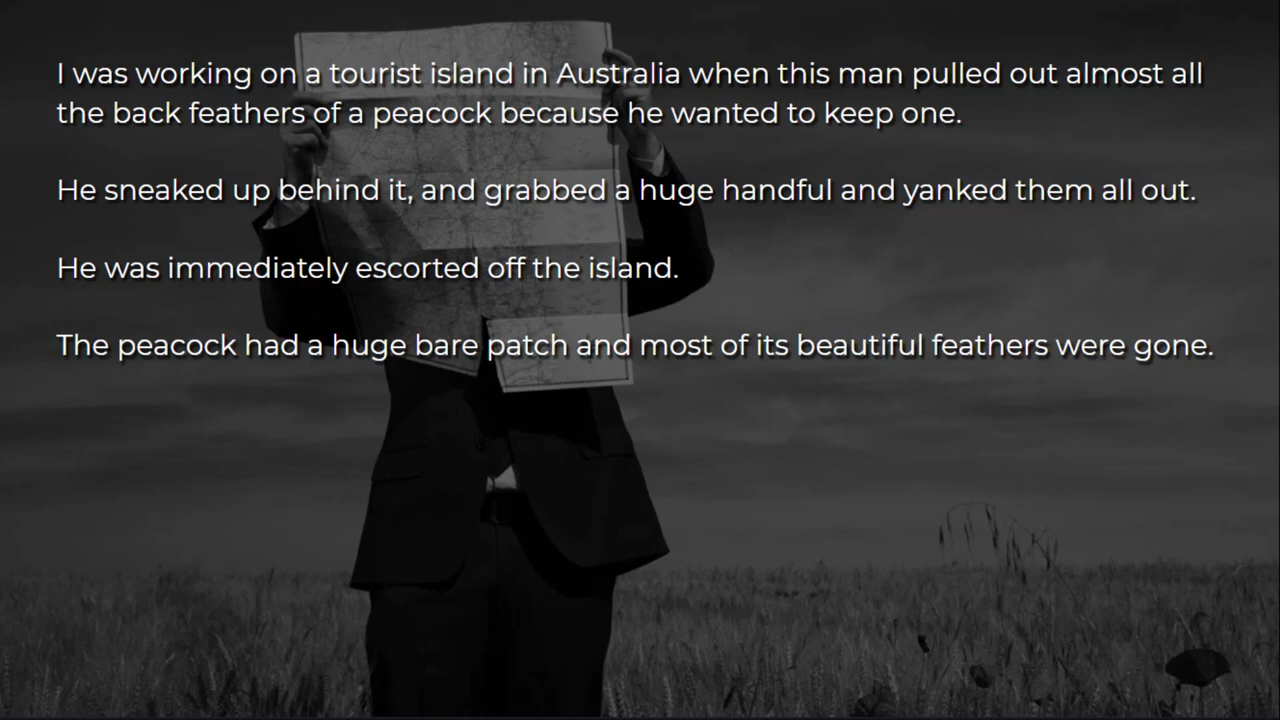 I was working on a tourist island in Australia when this man pulled out almost all
the back feathers of a peacock because he wanted to keep one.
He sneaked up behind it, and grabbed a huge handful and yanked them all out.
He was immediately escorted off the island.
The peacock had a huge bare patch and most of its beautiful feathers were gone.